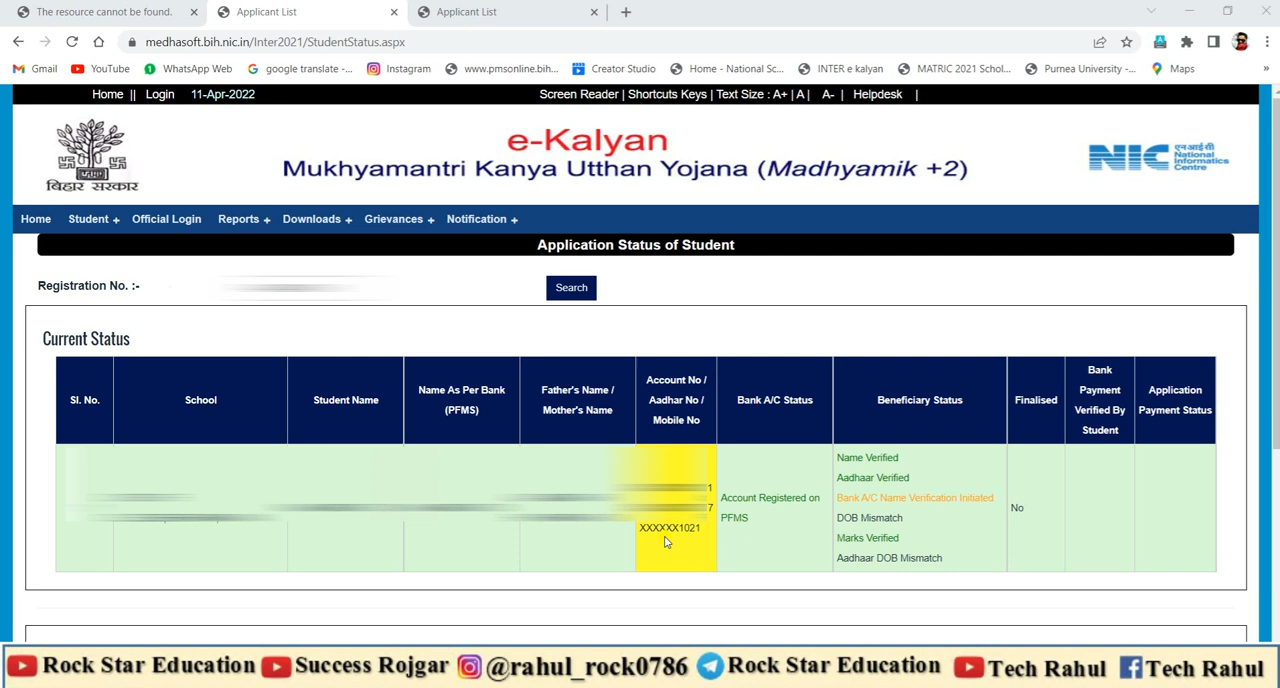 The resource cannot be found.
Applicant List
Applicant List
medhasoft.bih.nic.in/Inter2021/StudentStatus.aspx
Gmail
YouTube
WhatsApp Web
google translate -...
Instagram
www.pmsonline.bih...
Creator Studio
Home - National Sc...
INTER e kalyan
MATRIC 2021 Schol...
Purnea University -...
Maps
»
Home || Login 11-Apr-2022
Screen Reader | Shortcuts Keys | Text Size : A+ | A | A- | Helpdesk |
बिहार सरकार
e-Kalyan
Mukhyamantri Kanya Utthan Yojana (Madhyamik +2)
NIC
एन आई सी
National
Informatics
Centre
Home
Student +
Official Login
Reports +
Downloads +
Grievances +
Notification +
Application Status of Student
Registration No. :-
Search
Current Status
Sl. No.
School
Student Name
Name As Per Bank
(PFMS)
Father's Name /
Mother's Name
Account No /
Aadhar No /
Mobile No
Bank A/C Status
Beneficiary Status
Finalised
Bank
Payment
Verified By
Student
Application
Payment Status
1
7
XXXXXX1021
Account Registered on
PFMS
Name Verified
Aadhaar Verified
Bank A/C Name Verification Initiated
DOB Mismatch
Marks Verified
Aadhaar DOB Mismatch
No
Rock Star Education
Success Rojgar
@rahul_rock0786
Rock Star Education
Tech Rahul
Tech Rahul